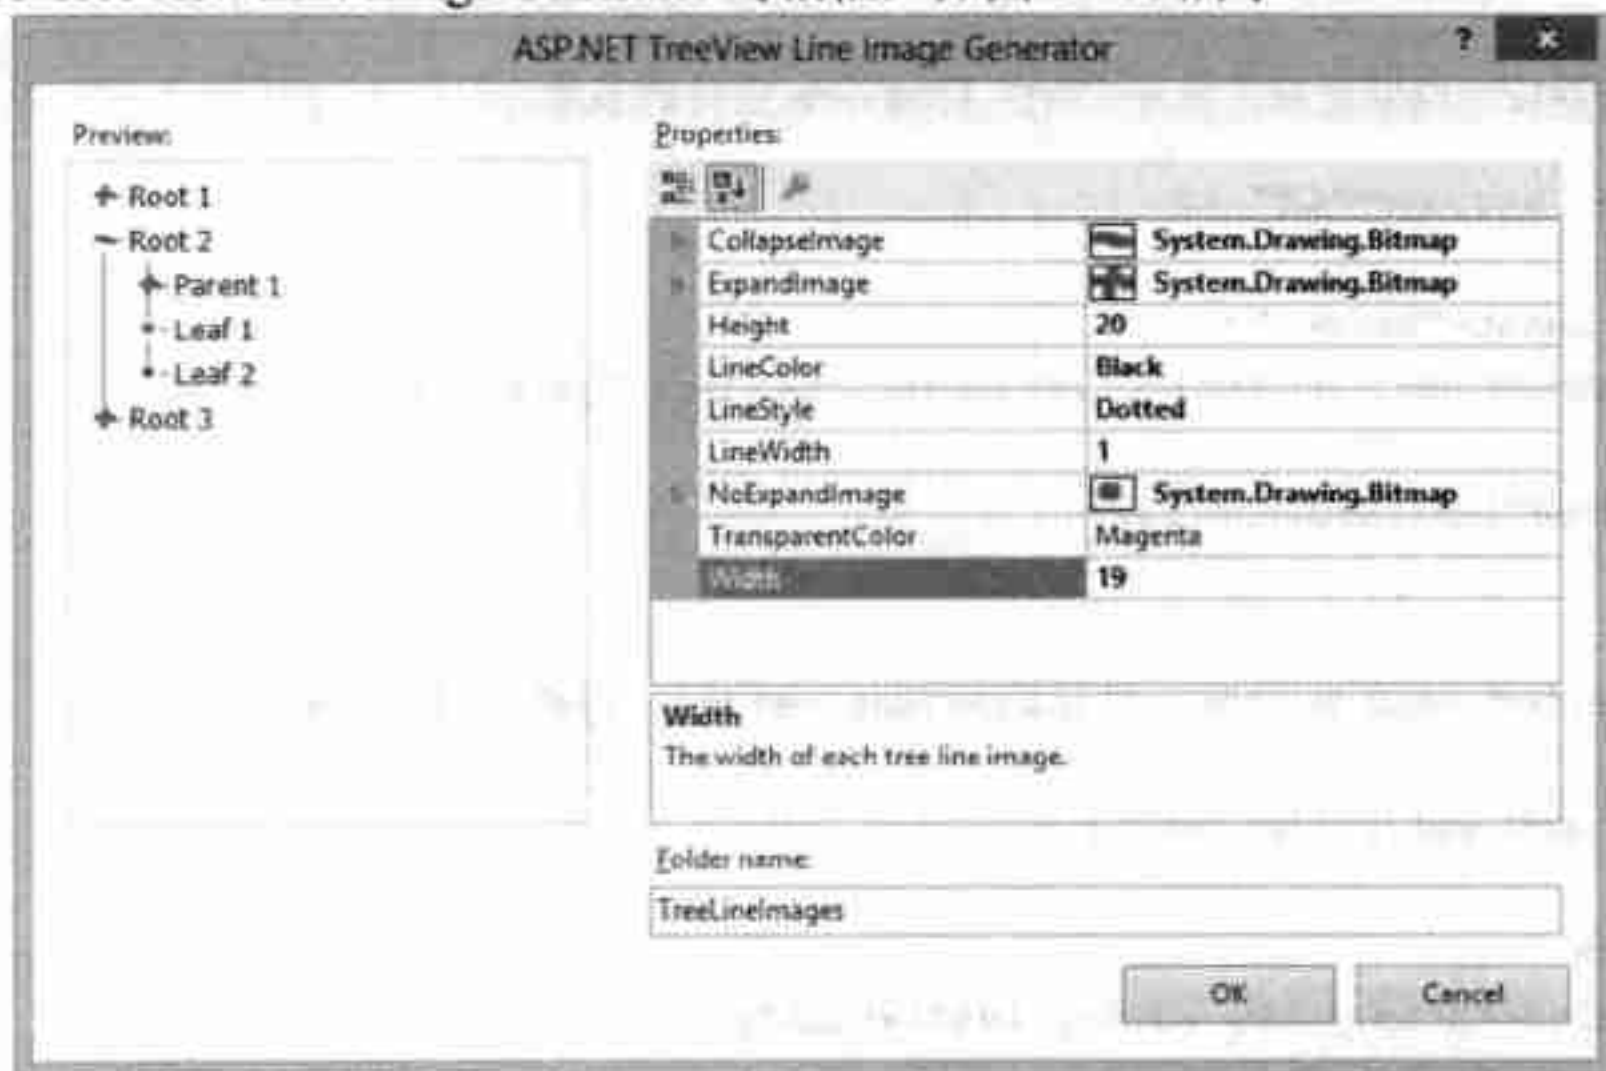 ASP.NET TreeView Line Image Generator ?
Preview:
Root 1
Root 2
Parent 1
Leaf 1
Leaf 2
Root 3
Properties:
CollapseImage System.Drawing.Bitmap
ExpandImage System.Drawing.Bitmap
Height 20
LineColor Black
LineStyle Dotted
LineWidth 1
NoExpandImage System.Drawing.Bitmap
TransparentColor Magenta
Width 19
Width
The width of each tree line image.
Folder name:
TreeLineImages
OK Cancel